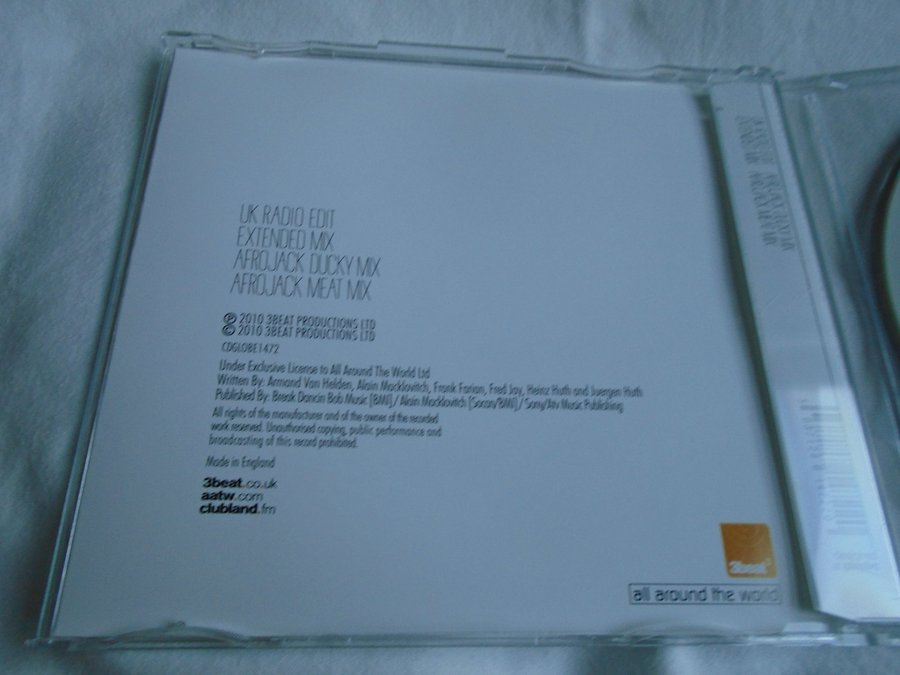 UK RADIO EDIT
EXTENDED MIX
AFROJACK DUCKY MIX
AFROJACK MEAT MIX
℗ 2010 3BEAT PRODUCTIONS LTD
© 2010 3BEAT PRODUCTIONS LTD
CDGLOBE1472
Under Exclusive License to All Around The World Ltd
Written By: Armand Van Helden, Alain Macklovitch, Frank Farian, Fred Jay, Heinz Huth and Juergen Huth
Published By: Break Dancin Bob Music [BMI]/ Alain Macklovitch [Socan/BMI]/ Sony/Atv Music Publishing
All rights of the manufacturer and of the owner of the recorded
work reserved. Unauthorised copying, public performance and
broadcasting of this record prohibited.
Made in England
3beat.co.uk
aatw.com
clubland.fm
3beat
all around the world